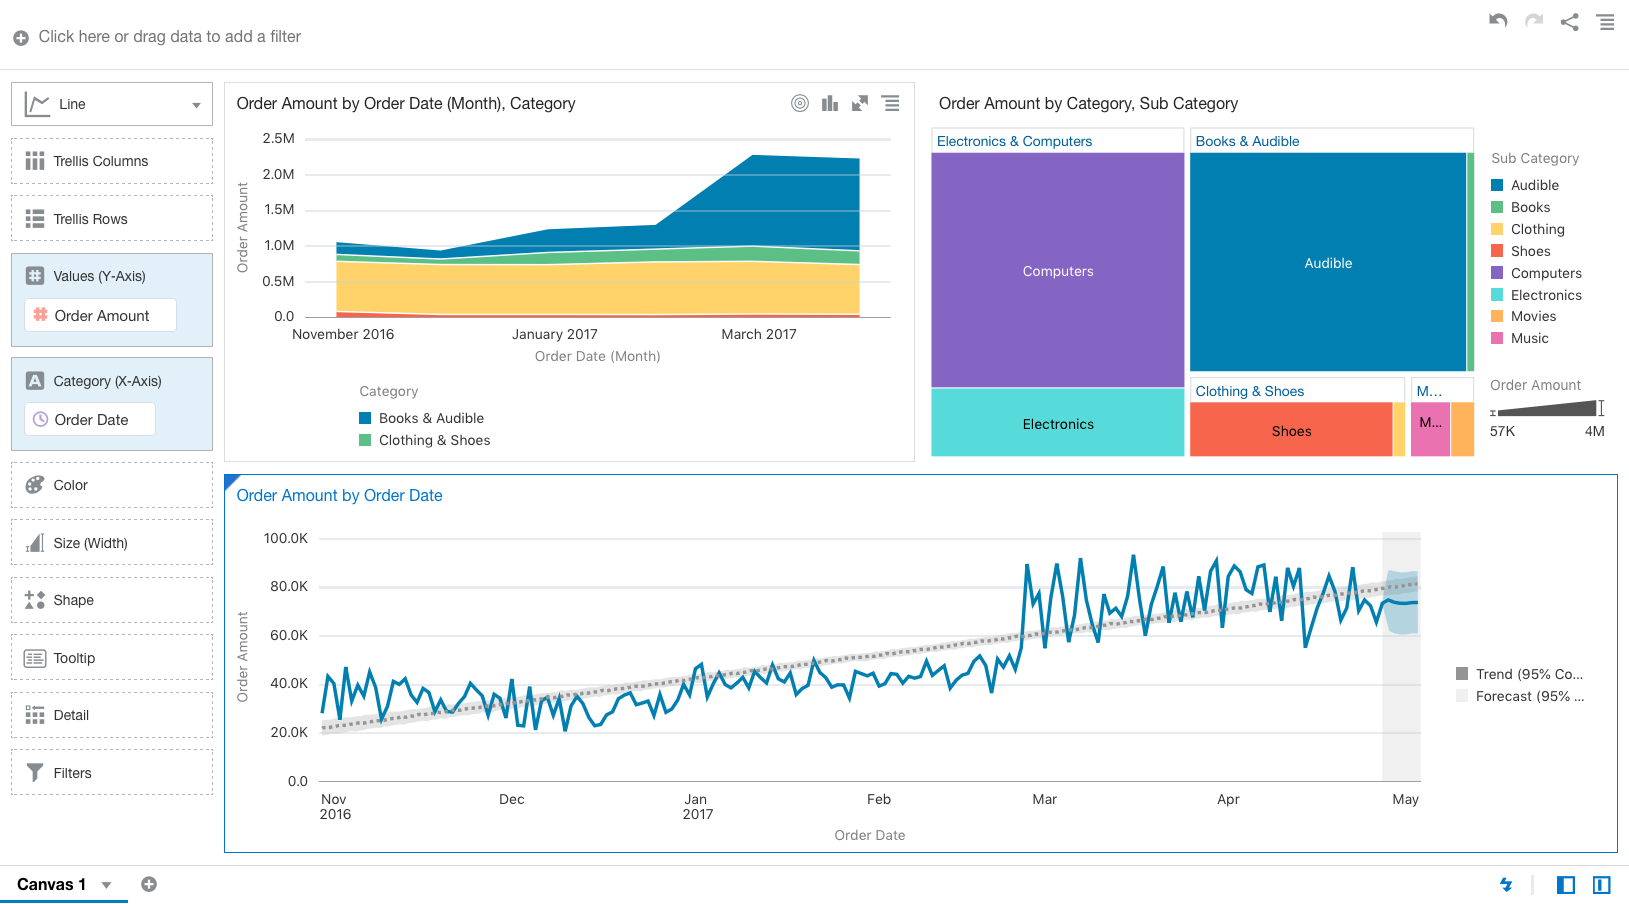 Click here or drag data to add a filter
Line
Trellis Columns
Trellis Rows
Values (Y-Axis)
Order Amount
Category (X-Axis)
Order Date
Color
Size (Width)
Shape
Tooltip
Detail
Filters
Order Amount by Order Date (Month), Category
2.5M
2.0M
1.5M
1.0M
0.5M
0.0
Order Amount
November 2016
January 2017
March 2017
Order Date (Month)
Category
Books & Audible
Clothing & Shoes
Order Amount by Category, Sub Category
Electronics & Computers
Computers
Electronics
Books & Audible
Audible
Clothing & Shoes
Shoes
M...
M...
Sub Category
Audible
Books
Clothing
Shoes
Computers
Electronics
Movies
Music
Order Amount
57K
4M
Order Amount by Order Date
100.0K
80.0K
60.0K
40.0K
20.0K
0.0
Order Amount
Nov
2016
Dec
Jan
2017
Feb
Mar
Apr
May
Order Date
Trend (95% Co...
Forecast (95% ...
Canvas 1